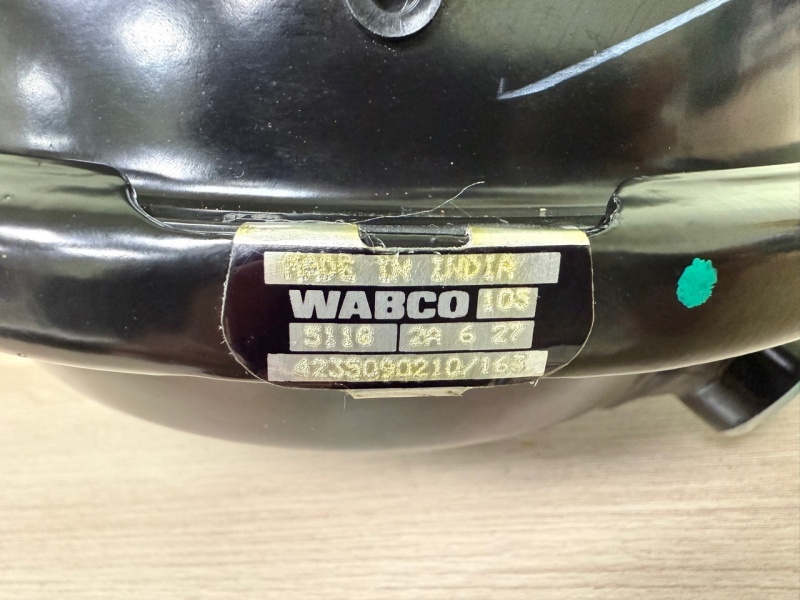 MADE IN INDIA
WABCO 105
5110 2A 6 27
4235090210/163